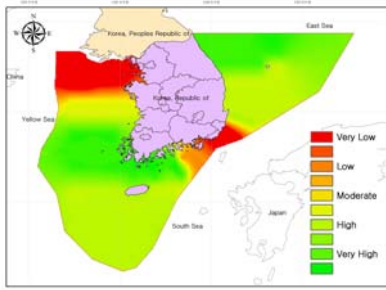 N
W
E
S
East Sea
Korea, Peoples Republic of
China
Korea, Republic of
Yellow Sea
Very Low
Low
Moderate
High
Very High
Japan
South Sea